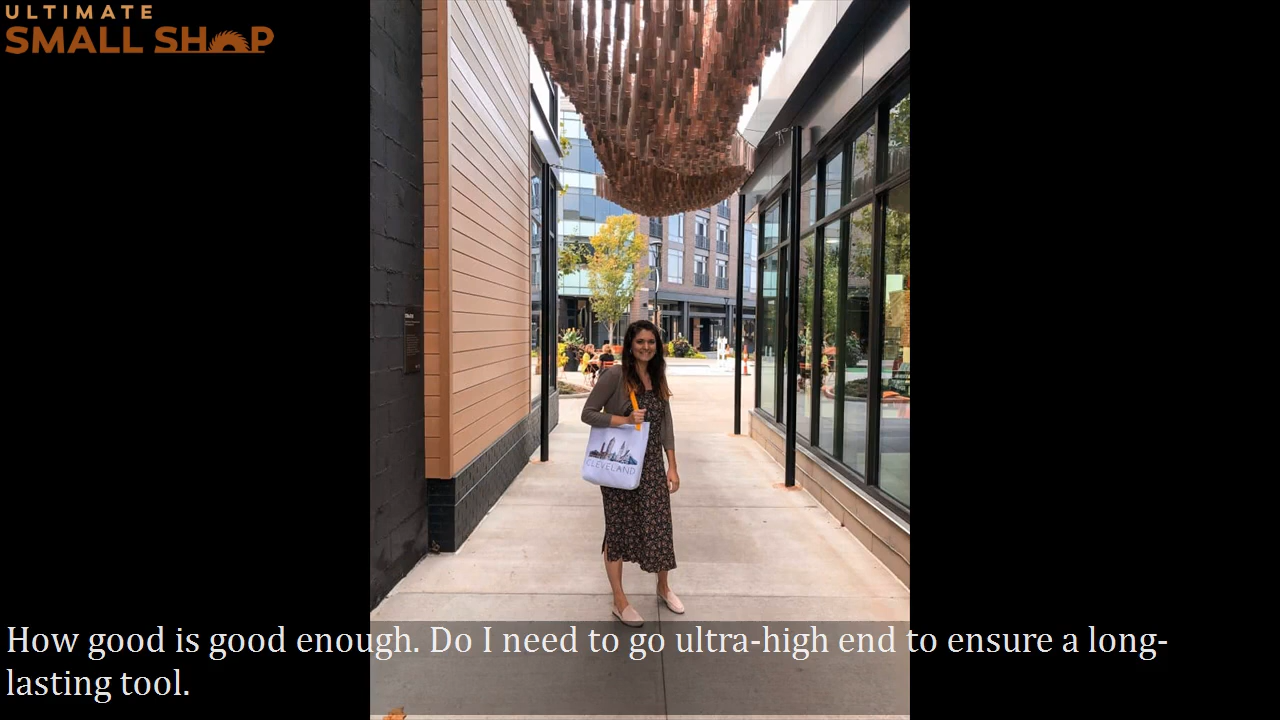 ULTIMATE
SMALL SHOP
CLEVELAND
How good is good enough. Do I need to go ultra-high end to ensure a long-
lasting tool.